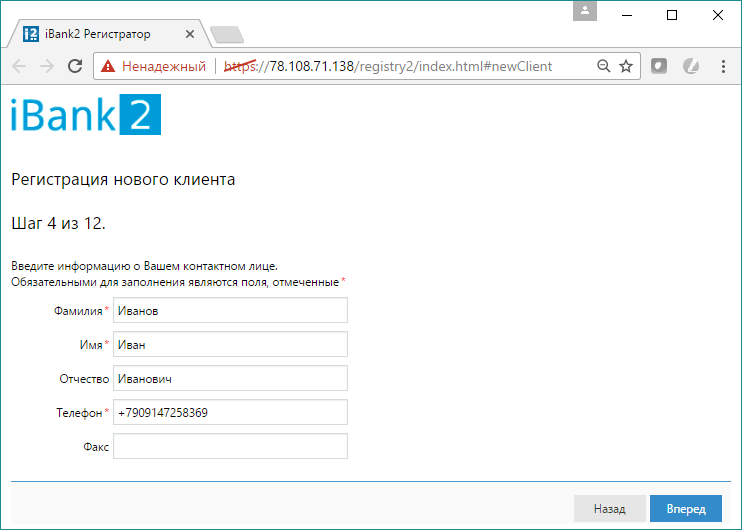 iBank2 Регистратор
Ненадежный https://78.108.71.138/registry2/index.html#newClient
iBank 2
Регистрация нового клиента
Шаг 4 из 12.
Введите информацию о Вашем контактном лице.
Обязательными для заполнения являются поля, отмеченные *
Фамилия * Иванов
Имя * Иван
Отчество Иванович
Телефон * +7909147258369
Факс
Назад Вперед